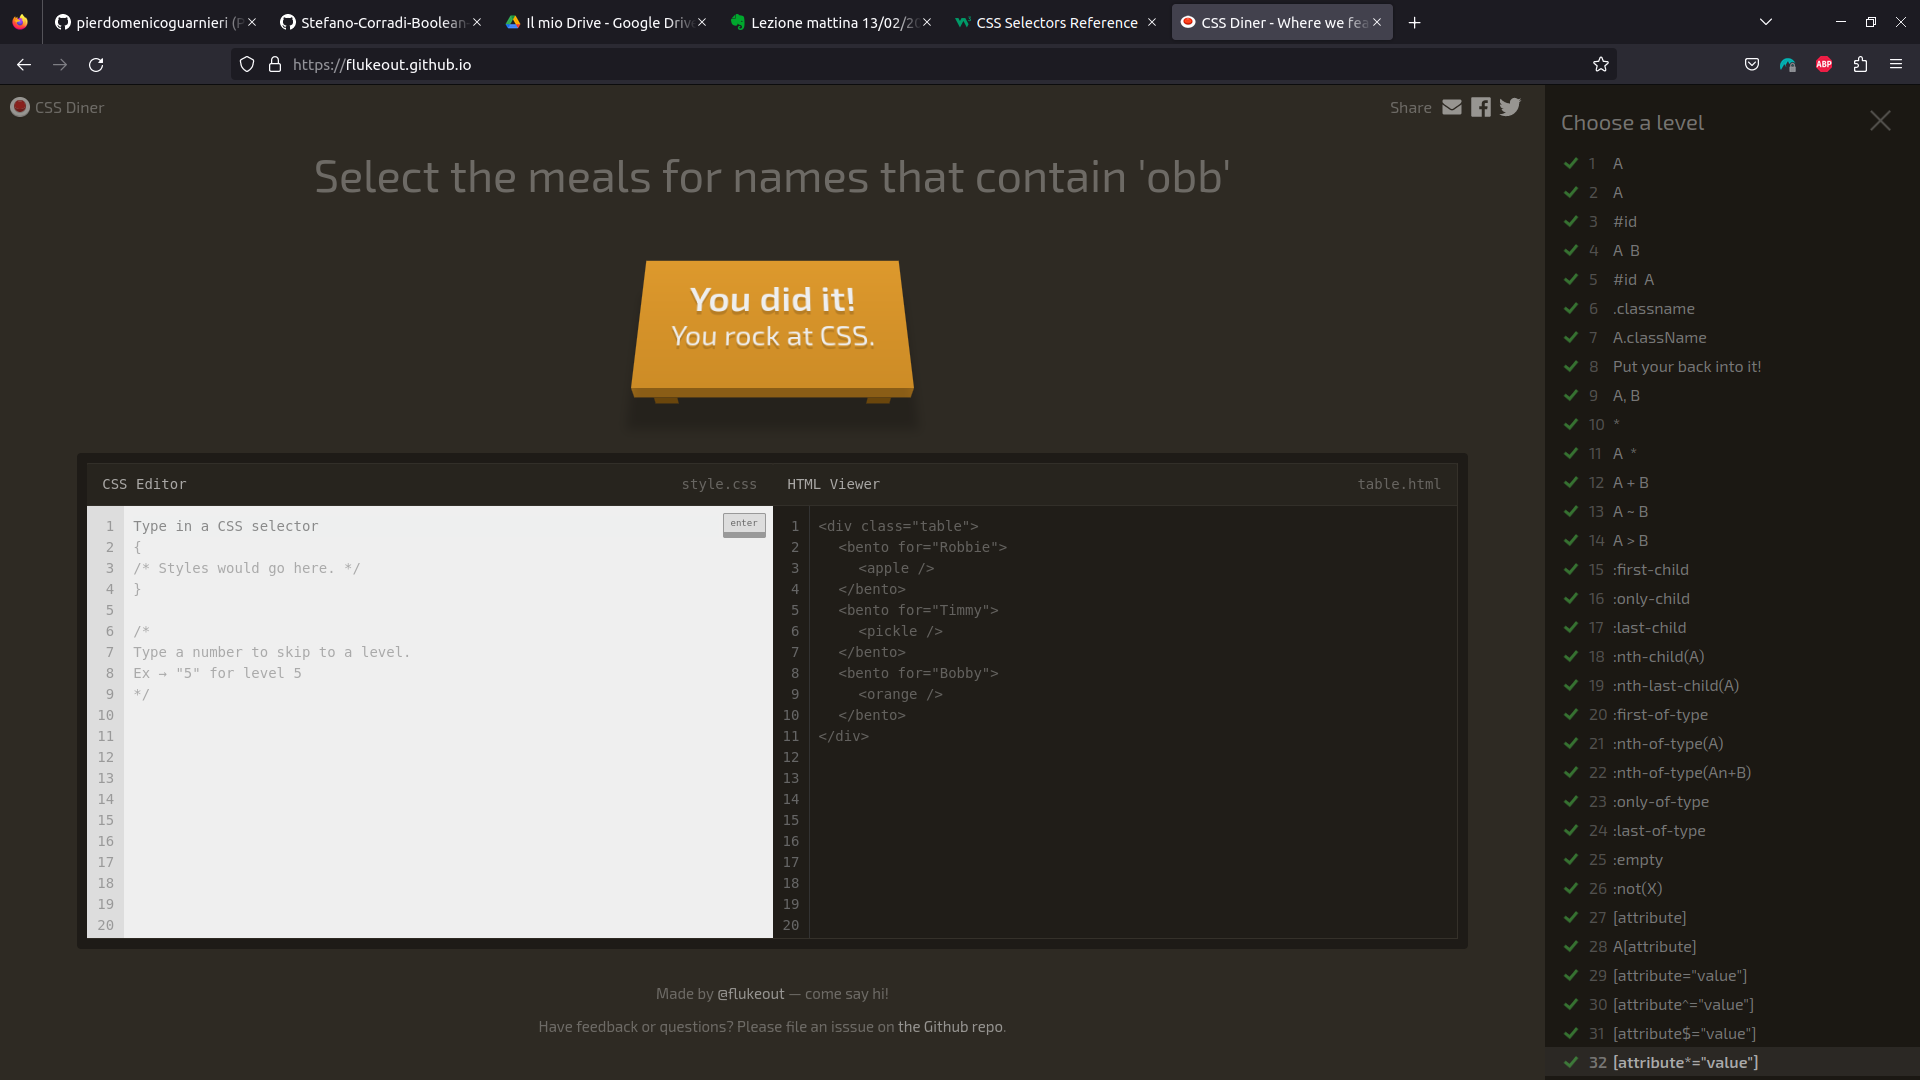 pierdomenicoguarnieri (P
Stefano-Corradi-Boolean-
Il mio Drive - Google Drive
Lezione mattina 13/02/20
CSS Selectors Reference
CSS Diner - Where we fea
https://flukeout.github.io
ABP
CSS Diner
Share
Select the meals for names that contain 'obb'
You did it!
You rock at CSS.
CSS Editor
style.css
HTML Viewer
table.html
1 Type in a CSS selector
enter
2 {
3 /* Styles would go here. */
4 }
5
6 /*
7 Type a number to skip to a level.
8 Ex → "5" for level 5
9 */
10
11
12
13
14
15
16
17
18
19
20
1 <div class="table">
2 <bento for="Robbie">
3 <apple />
4 </bento>
5 <bento for="Timmy">
6 <pickle />
7 </bento>
8 <bento for="Bobby">
9 <orange />
10 </bento>
11 </div>
12
13
14
15
16
17
18
19
20
Made by @flukeout — come say hi!
Have feedback or questions? Please file an isssue on the Github repo.
Choose a level
1 A
2 A
3 #id
4 A B
5 #id A
6 .classname
7 A.className
8 Put your back into it!
9 A, B
10 *
11 A *
12 A + B
13 A ~ B
14 A > B
15 :first-child
16 :only-child
17 :last-child
18 :nth-child(A)
19 :nth-last-child(A)
20 :first-of-type
21 :nth-of-type(A)
22 :nth-of-type(An+B)
23 :only-of-type
24 :last-of-type
25 :empty
26 :not(X)
27 [attribute]
28 A[attribute]
29 [attribute="value"]
30 [attribute^="value"]
31 [attribute$="value"]
32 [attribute*="value"]